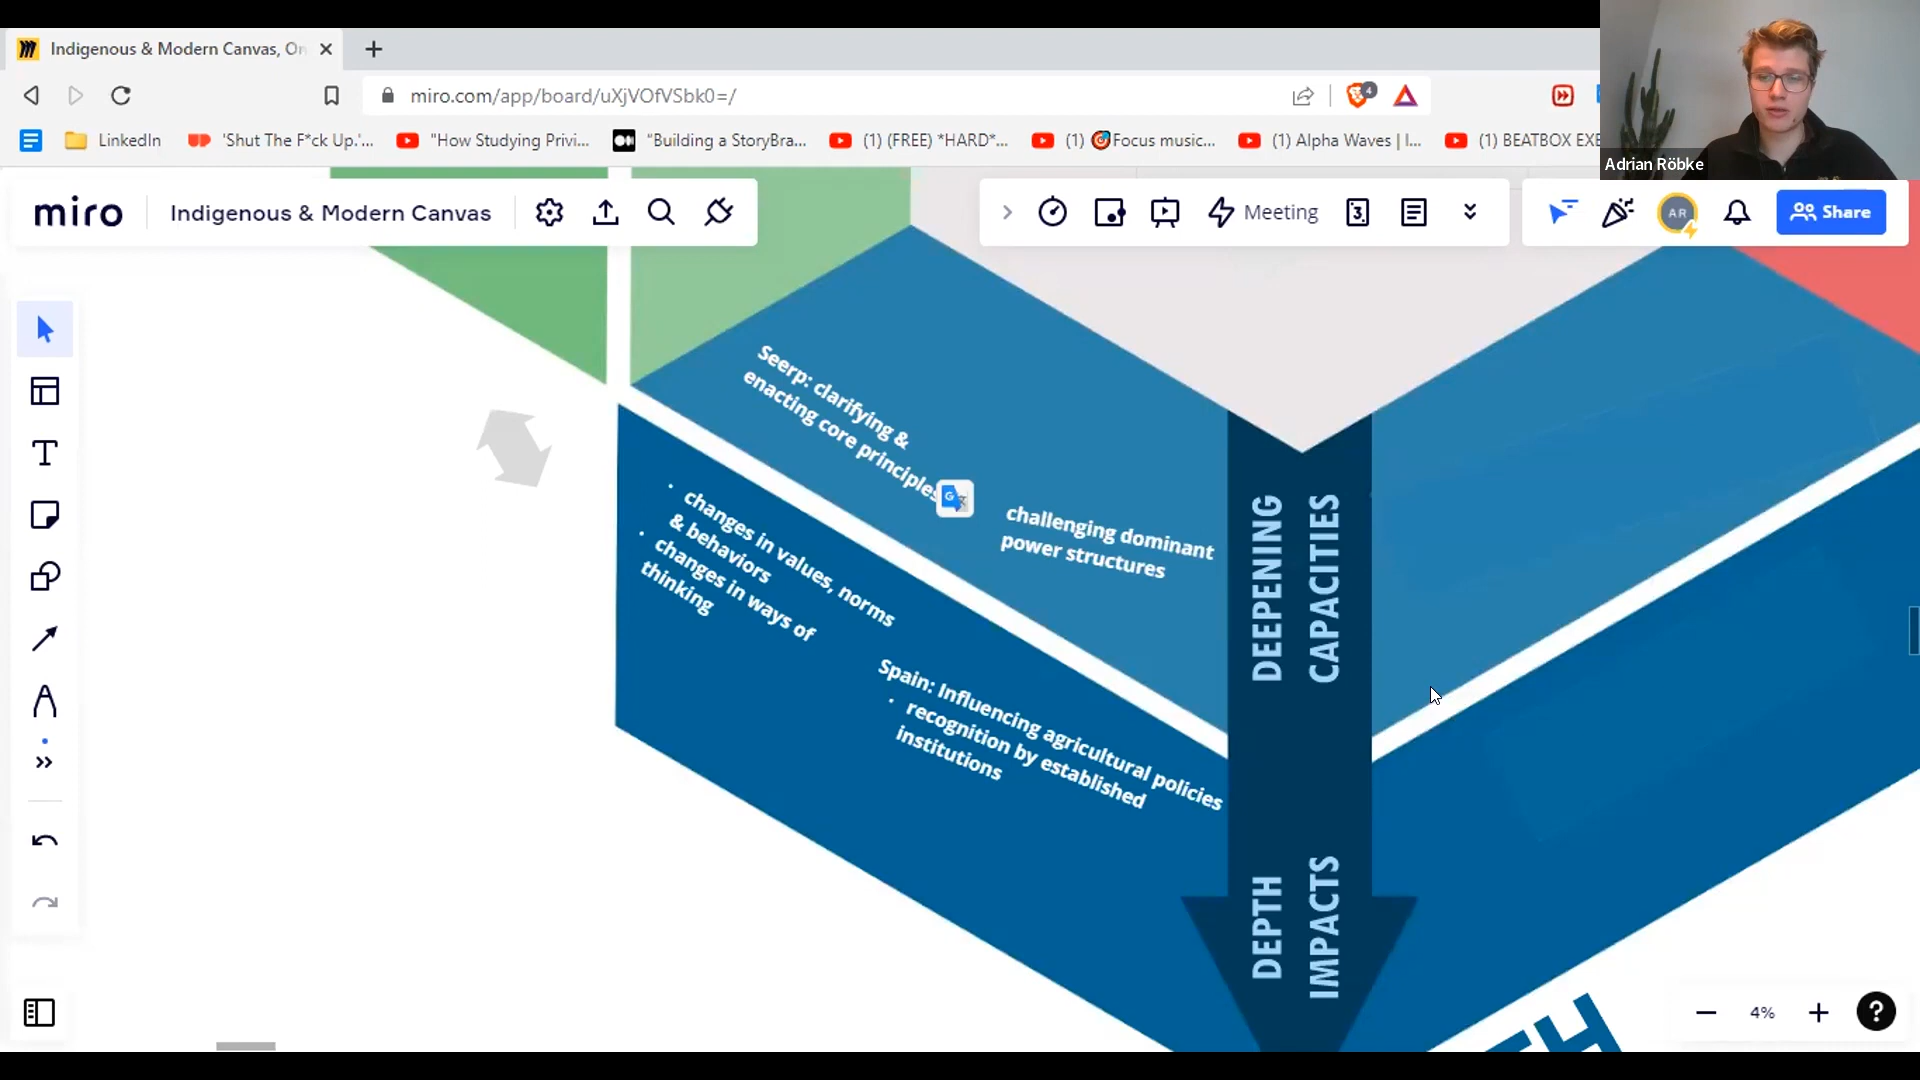 Indigenous & Modern Canvas, On
miro.com/app/board/uXjVOfVSbk0=/
4
LinkedIn
'Shut The F*ck Up.'...
"How Studying Privi...
"Building a StoryBra...
(1) (FREE) *HARD*...
(1) 🎯Focus music...
(1) Alpha Waves | I...
(1) BEATBOX EXE
Adrian Röbke
miro
Indigenous & Modern Canvas
Meeting
3
AR
Share
Seerp: clarifying &
enacting core principles
challenging dominant
power structures
• changes in values, norms
& behaviors
• changes in ways of
thinking
Spain: Influencing agricultural policies
• recognition by established
institutions
DEEPENING
CAPACITIES
DEPTH
IMPACTS
4%
?